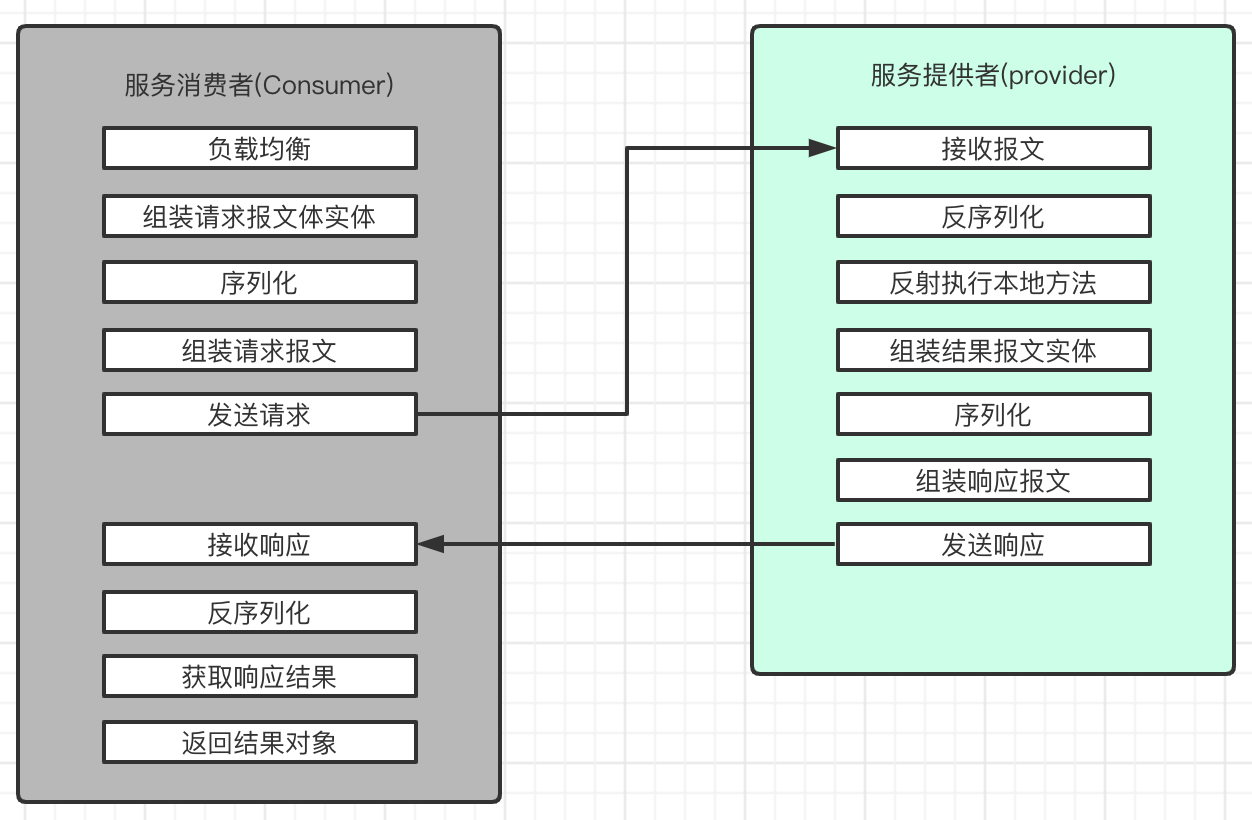 服务消费者(Consumer)
负载均衡
组装请求报文体实体
序列化
组装请求报文
发送请求
接收响应
反序列化
获取响应结果
返回结果对象
服务提供者(provider)
接收报文
反序列化
反射执行本地方法
组装结果报文实体
序列化
组装响应报文
发送响应